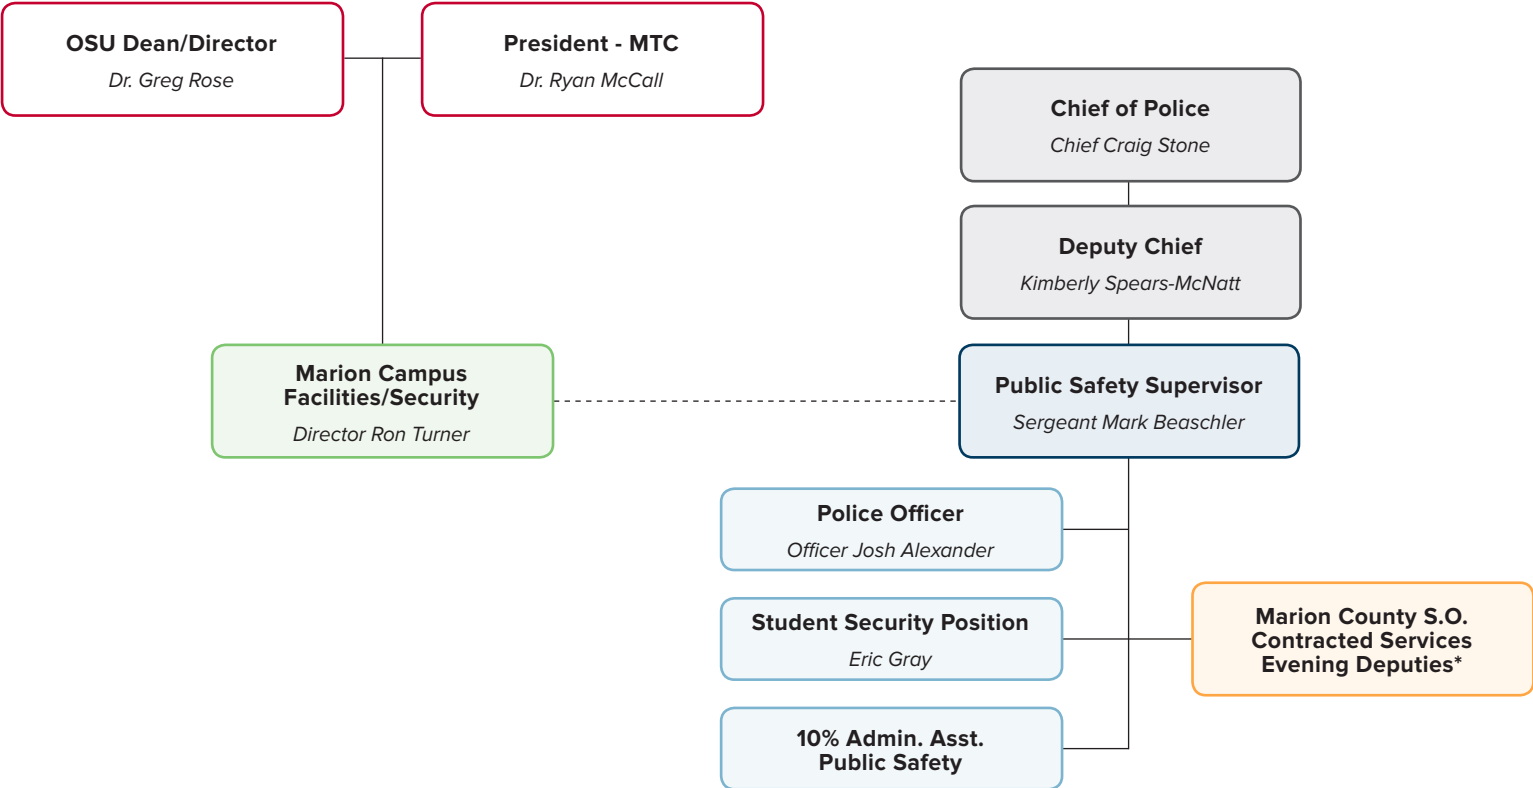 OSU Dean/Director
Dr. Greg Rose
President - MTC
Dr. Ryan McCall
Chief of Police
Chief Craig Stone
Deputy Chief
Kimberly Spears-McNatt
Marion Campus
Facilities/Security
Director Ron Turner
Public Safety Supervisor
Sergeant Mark Beaschler
Police Officer
Officer Josh Alexander
Student Security Position
Eric Gray
Marion County S.O.
Contracted Services
Evening Deputies*
10% Admin. Asst.
Public Safety